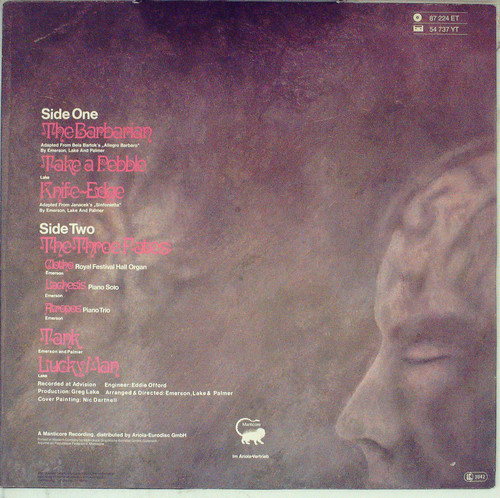 87 224 ET
54 737 YT
Side One
The Barbarian
Adapted From Bela Bartok's „Allegro Barbaro"
By Emerson, Lake And Palmer
Take a Pebble
Lake
Knife-Edge
Adapted From Janacek's „Sinfonietta"
By Emerson, Lake And Palmer
Side Two
The Three Fates
Clotho Royal Festival Hall Organ
Emerson
Lachesis Piano Solo
Emerson
Atropos Piano Trio
Emerson
Tank
Emerson and Palmer
Lucky Man
Lake
Recorded at Advision Engineer: Eddie Offord
Production: Greg Lake Arranged & Directed: Emerson, Lake & Palmer
Cover Painting: Nic Dartnell
A Manticore Recording, distributed by Ariola-Eurodisc GmbH
Manticore
Im Ariola-Vertrieb